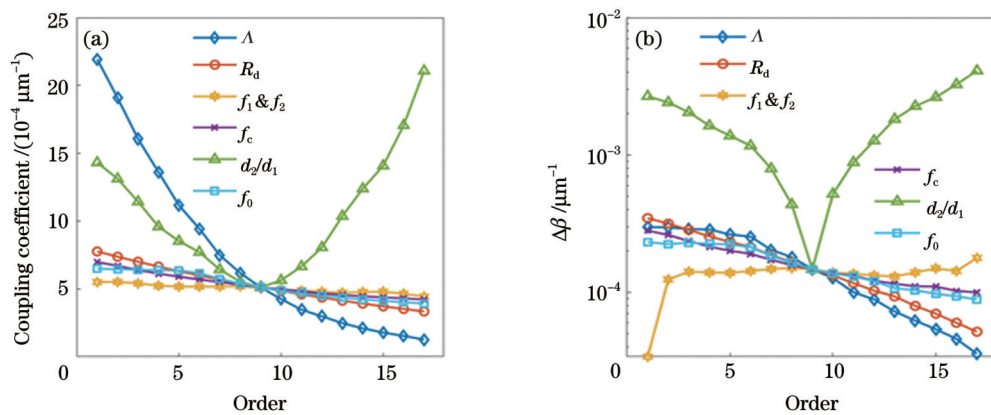 (a)
Λ
R_d
f_1 & f_2
f_c
d_2/d_1
f_0
25
20
15
10
5
0
5
10
15
Coupling coefficient /(10^{-4} μm^{-1})
Order
(b)
Λ
R_d
f_1 & f_2
f_c
d_2/d_1
f_0
10^{-2}
10^{-3}
10^{-4}
0
5
10
15
Δβ /μm^{-1}
Order